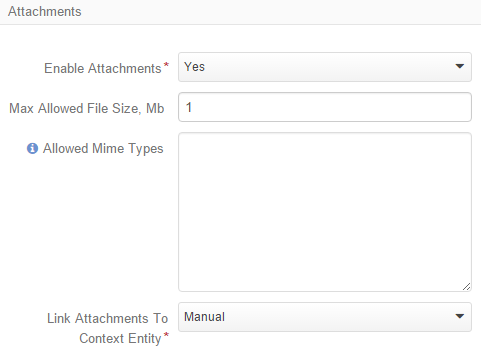 Attachments
Enable Attachments* Yes
Max Allowed File Size, Mb 1
Allowed Mime Types
Link Attachments To Manual
Context Entity*